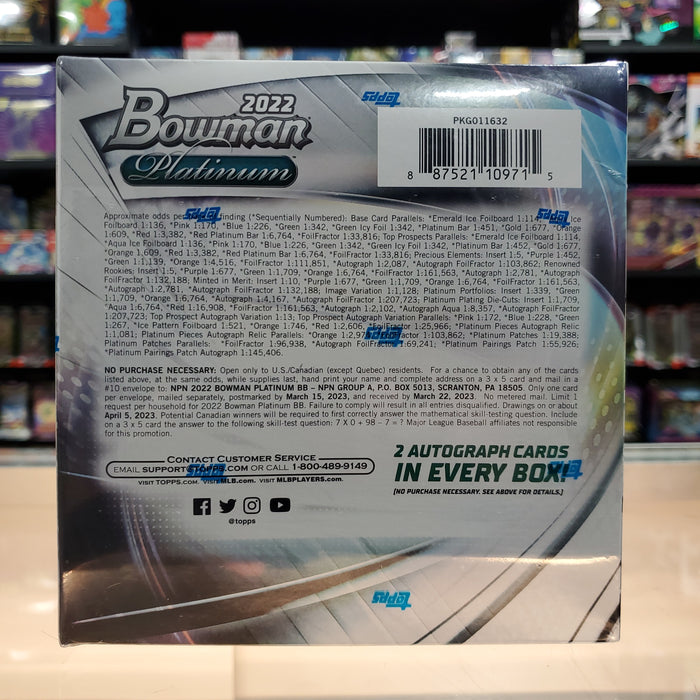 2022
Bowman
Platinum
Topps
PKG011632
8 87521 10971 5
Approximate odds per finding (*Sequentially Numbered): Base Card Parallels: *Emerald Ice Foilboard 1:114, Ice
Foilboard 1:136, *Pink 1:170, *Blue 1:226, *Green 1:342, *Green Icy Foil 1:342, *Platinum Bar 1:451, *Gold 1:677,
1:609, *Red 1:3,382, *Red Platinum Bar 1:6,764, *FoilFractor 1:33,816; Top Prospects Parallels: *Emerald Ice Foilboard 1:114,
*Aqua Ice Foilboard 1:136, *Pink 1:170, *Blue 1:226, *Green 1:342, *Green Icy Foil 1:342, *Platinum Bar 1:452, *Gold 1:677,
*Orange 1:609, *Red 1:3,382, *Red Platinum Bar 1:6,764, *FoilFractor 1:33,816; Precious Elements: Insert 1:5, *Purple 1:452,
*Green 1:1,139, *Orange 1:4,516, *FoilFractor 1:111,851, *Autograph 1:2,087, *Autograph FoilFractor 1:103,862; Renowned
Rookies; Insert 1:5, *Purple 1:677, *Green 1:1,709, *Orange 1:6,764, *FoilFractor 1:161,563, *Autograph 1:2,781, *Autograph
FoilFractor 1:132,188; Minted in Merit: Insert 1:10, *Purple 1:677, *Green 1:1,709, *Orange 1:6,764, *FoilFractor 1:161,563,
*Autograph 1:2,781, *Autograph FoilFractor 1:132,188; Image Variation 1:1,128; Platinum Portfolios: Insert 1:339, *Green
1:1,709, *Orange 1:6,764, *Autograph 1:4,167, *Autograph FoilFractor 1:207,723; Platinum Plating Die-Cuts: Insert 1:1,709,
*Aqua 1:6,764, *Red 1:16,908, *FoilFractor 1:161,563, *Autograph 1:2,102, *Autograph Aqua 1:8,357, *Autograph FoilFractor
1:207,723; Top Prospect Autograph Variation 1:13; Top Prospect Autograph Variation Parallels: *Pink 1:172, *Blue 1:228, *Green
1:267, *Ice Pattern Foilboard 1:521, *Orange 1:746, *Red 1:2,606, *FoilFractor 1:25,966; *Platinum Pieces Autograph Relic
1:11,081; Platinum Pieces Autograph Relic Parallels: *Orange FoilFractor 1:103,862; *Platinum Patches 1:19,388;
*Platinum Patches Parallels: *Orange 1:96,938, *FoilFractor *Platinum Pairings Patch 1:55,926;
*Platinum Pairings Patch Autograph 1:145,406.
NO PURCHASE NECESSARY: Open only to U.S./Canadian (except Quebec) residents. For a chance to obtain any of the cards
listed above, at the same odds, while supplies last, hand print your name and complete address on a 3 x 5 card and mail in a
#10 envelope to: NPN 2022 BOWMAN PLATINUM BB – NPN GROUP A, P.O. BOX 5013, SCRANTON, PA 18505. Only one card
per envelope, mailed separately, postmarked by March 15, 2023, and received by March 22, 2023. No metered mail. Limit 1
request per household for 2022 Bowman Platinum BB. Failure to comply will result in all entries disqualified. Drawings on or about
April 5, 2023. Potential Canadian winners will be required to first correctly answer the mathematical skill-testing question. Include
on a 3 x 5 card the answer to the following skill-test question: 7 X 0 + 98 – 7 = ? Major League Baseball affiliates not responsible
for this promotion.
CONTACT CUSTOMER SERVICE
EMAIL SUPPORT@TOPPS.COM OR CALL 1-800-489-9149
VISIT TOPPS.COM. VISIT MLB.COM. VISIT MLBPLAYERS.COM.
@topps
2 AUTOGRAPH CARDS
IN EVERY BOX!
(NO PURCHASE NECESSARY. SEE ABOVE FOR DETAILS.)
Topps